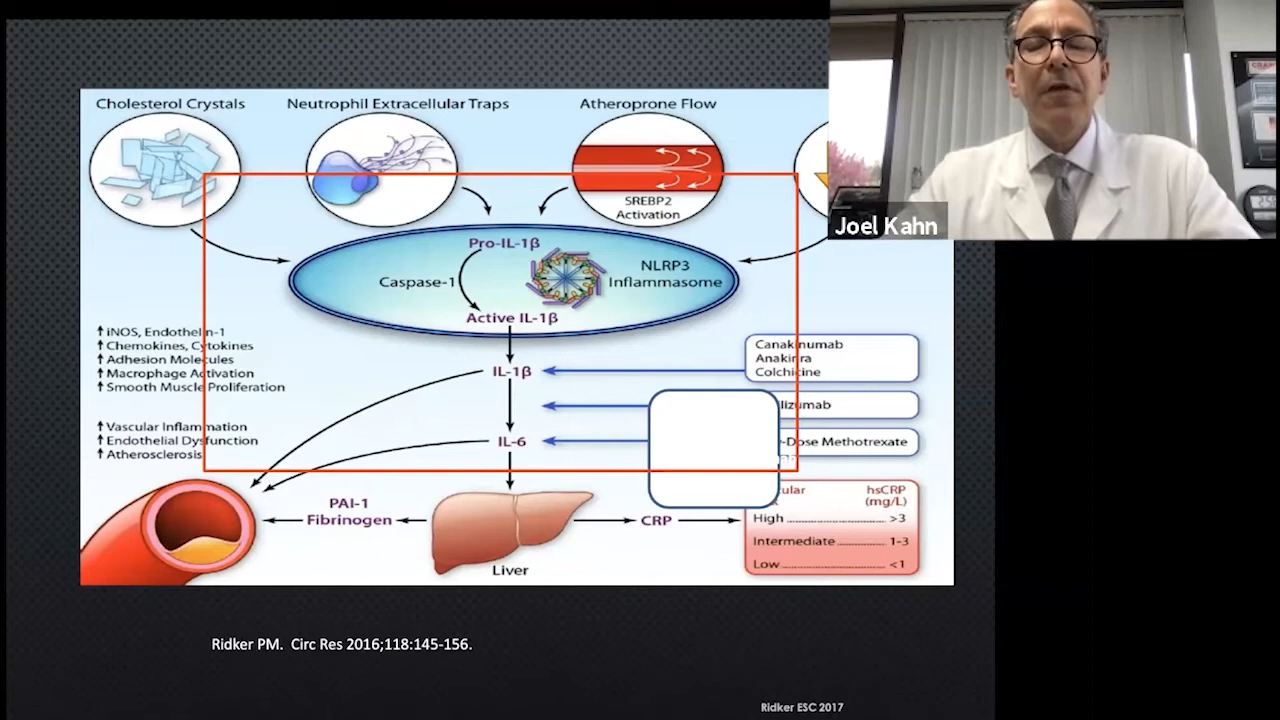 Cholesterol Crystals
Neutrophil Extracellular Traps
Atheroprone Flow
SREBP2
Activation
Joel Kahn
Pro-IL-1β
Caspase-1
NLRP3
Inflammasome
Active IL-1β
↑ iNOS, Endothelin-1
↑ Chemokines, Cytokines
↑ Adhesion Molecules
↑ Macrophage Activation
↑ Smooth Muscle Proliferation
↑ Vascular Inflammation
↑ Endothelial Dysfunction
↑ Atherosclerosis
IL-1β
IL-6
Canakinumab
Anakinra
Colchicine
lizumab
-Dose Methotrexate
PAI-1
Fibrinogen
Liver
CRP
cular
hsCRP
(mg/L)
High >3
Intermediate 1-3
Low <1
Ridker PM. Circ Res 2016;118:145-156.
Ridker ESC 2017